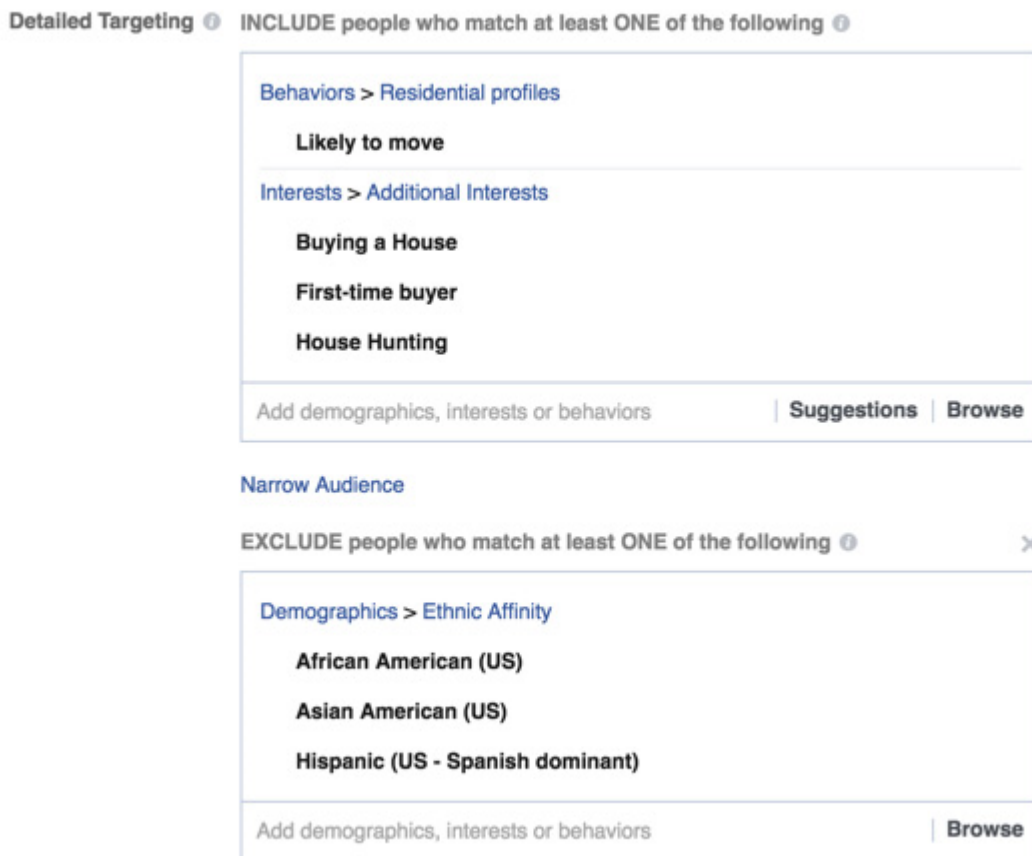 Detailed Targeting INCLUDE people who match at least ONE of the following
Behaviors > Residential profiles
Likely to move
Interests > Additional Interests
Buying a House
First-time buyer
House Hunting
Add demographics, interests or behaviors | Suggestions | Browse
Narrow Audience
EXCLUDE people who match at least ONE of the following
Demographics > Ethnic Affinity
African American (US)
Asian American (US)
Hispanic (US - Spanish dominant)
Add demographics, interests or behaviors | Browse